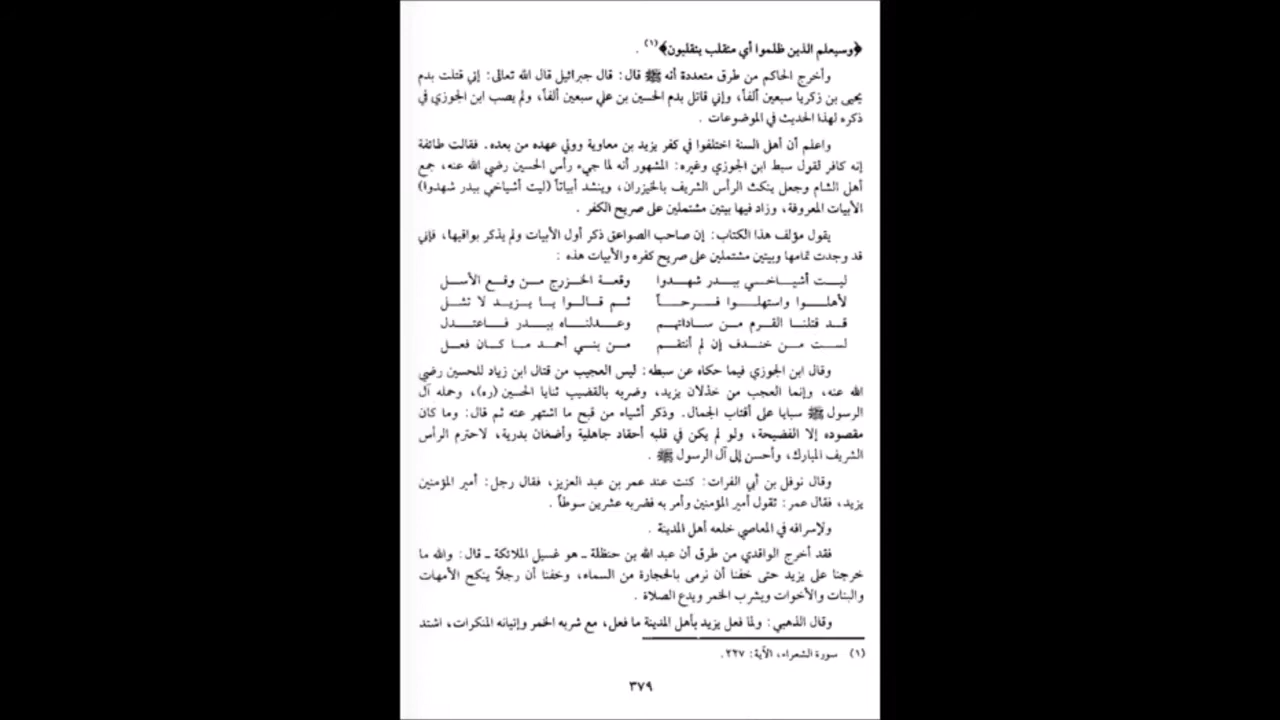 ﴿وسيعلم الذين ظلموا أي منقلب ينقلبون﴾(١) .
وأخرج الحاكم من طرق متعددة أنه ﷺ قال: قال جبرائيل قال الله تعالى: إني قتلت بدم
يحيى بن زكريا سبعين ألفاً، وإني قاتل بدم الحسين بن علي سبعين ألفاً، ولم يصب ابن الجوزي في
ذكره لهذا الحديث في الموضوعات .
واعلم أن أهل السنة اختلفوا في كفر يزيد بن معاوية وولي عهده من بعده. فقالت طائفة
إنه كافر لقول سبط ابن الجوزي وغيره: المشهور أنه لما جيء رأس الحسين رضي الله عنه، جمع
أهل الشام وجعل ينكث الرأس الشريف بالخيزران، وينشد أبياتاً (ليت أشياخي ببدر شهدوا)
الأبيات المعروفة، وزاد فيها بيتين مشتملين على صريح الكفر .
يقول مؤلف هذا الكتاب: إن صاحب الصواعق ذكر أول الأبيات ولم يذكر بواقيها، فإني
قد وجدت تمامها وبيتين مشتملين على صريح كفره والأبيات هذه :
ليت أشياخي ببدر شهدوا وقعة الخزرج من وقع الأسل
لأهلوا واستهلوا فرحاً ثم قالوا يا يزيد لا تشل
قد قتلنا القرم من ساداتهم وعدلناه ببدر فاعتدل
لست من خندف إن لم أنتقم من بني أحمد ما كان فعل
وقال ابن الجوزي فيما حكاه عن سبطه: ليس العجيب من قتال ابن زياد للحسين رضي
الله عنه، وإنما العجب من خذلان يزيد، وضربه بالقضيب ثنايا الحسين (ره)، وحمله آل
الرسول ﷺ سبايا على أقتاب الجمال. وذكر أشياء من قبح ما اشتهر عنه ثم قال: وما كان
مقصوده إلا الفضيحة، ولو لم يكن في قلبه أحقاد جاهلية وأضغان بدرية، لاحترم الرأس
الشريف المبارك، وأحسن إلى آل الرسول ﷺ .
وقال نوفل بن أبي الفرات: كنت عند عمر بن عبد العزيز، فقال رجل: أمير المؤمنين
يزيد، فقال عمر: تقول أمير المؤمنين وأمر به فضربه عشرين سوطاً .
ولإسرافه في المعاصي خلعه أهل المدينة .
فقد أخرج الواقدي من طرق أن عبد الله بن حنظلة ـ هو غسيل الملائكة ـ قال: والله ما
خرجنا على يزيد حتى خفنا أن نرمى بالحجارة من السماء، وخفنا أن رجلاً ينكح الأمهات
والبنات والأخوات ويشرب الخمر ويدع الصلاة .
وقال الذهبي: ولما فعل يزيد بأهل المدينة ما فعل، مع شربه الخمر وإتيانه المنكرات، اشتد
(١) سورة الشعراء، الآية: ٢٢٧.
٣٧٩